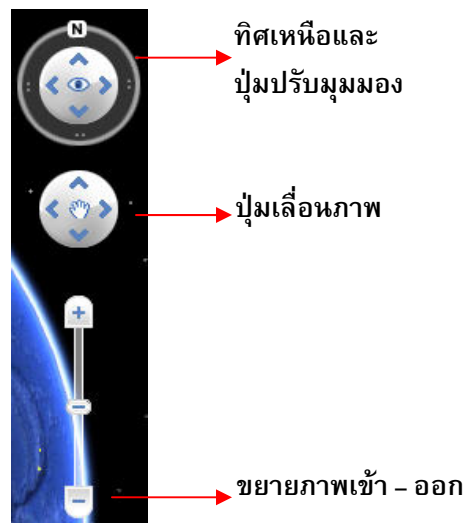 N
ทิศเหนือและ
ปุ่มปรับมุมมอง
ปุ่มเลื่อนภาพ
ขยายภาพเข้า – ออก